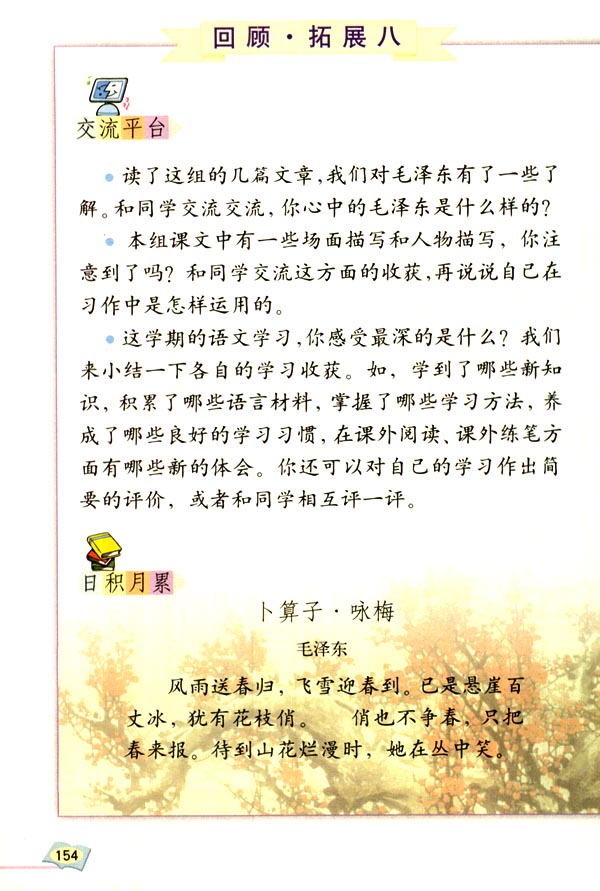 回顾·拓展八
交流平台
● 读了这组的几篇文章,我们对毛泽东有了一些了
解。和同学交流交流,你心中的毛泽东是什么样的?
● 本组课文中有一些场面描写和人物描写,你注
意到了吗?和同学交流这方面的收获,再说说自己在
习作中是怎样运用的。
● 这学期的语文学习,你感受最深的是什么?我们
来小结一下各自的学习收获。如,学到了哪些新知
识,积累了哪些语言材料,掌握了哪些学习方法,养
成了哪些良好的学习习惯,在课外阅读、课外练笔方
面有哪些新的体会。你还可以对自己的学习作出简
要的评价,或者和同学相互评一评。
日积月累
卜算子·咏梅
毛泽东
风雨送春归,飞雪迎春到。已是悬崖百
丈冰,犹有花枝俏。 俏也不争春,只把
春来报。待到山花烂漫时,她在丛中笑。
154